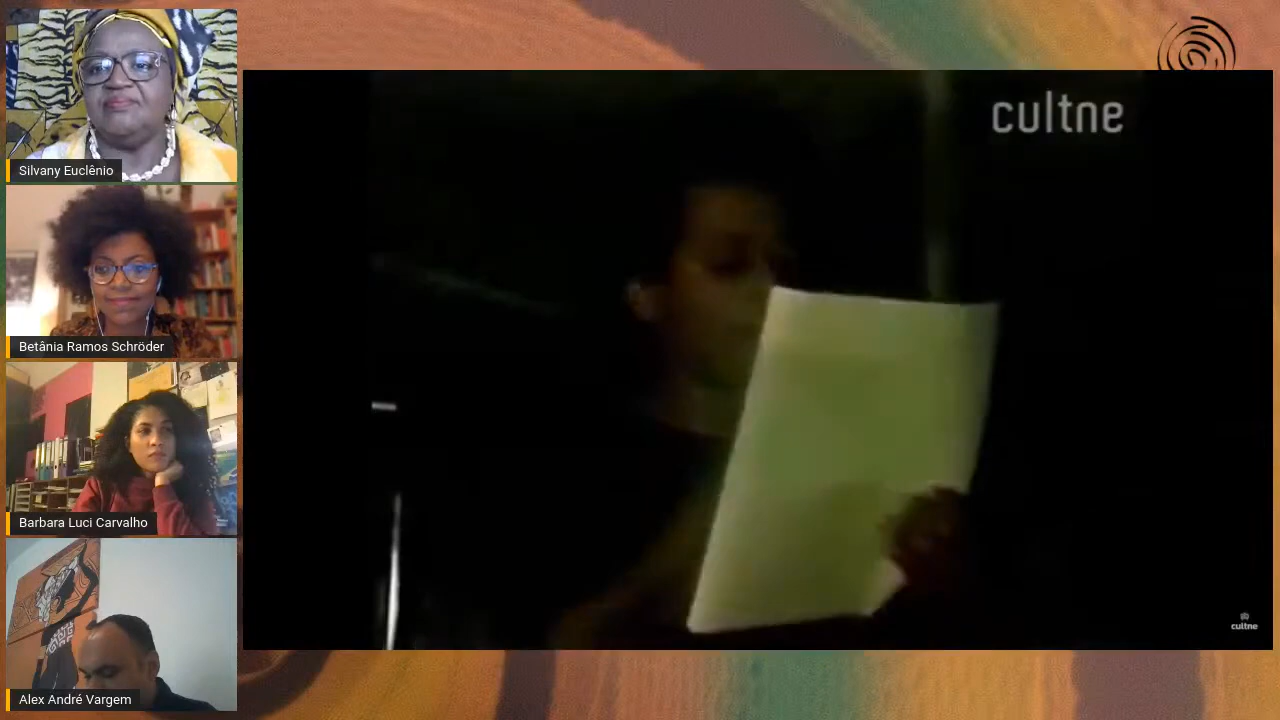 Silvany Euclênio
Betânia Ramos Schröder
Barbara Luci Carvalho
Alex André Vargem
cultne
cultne